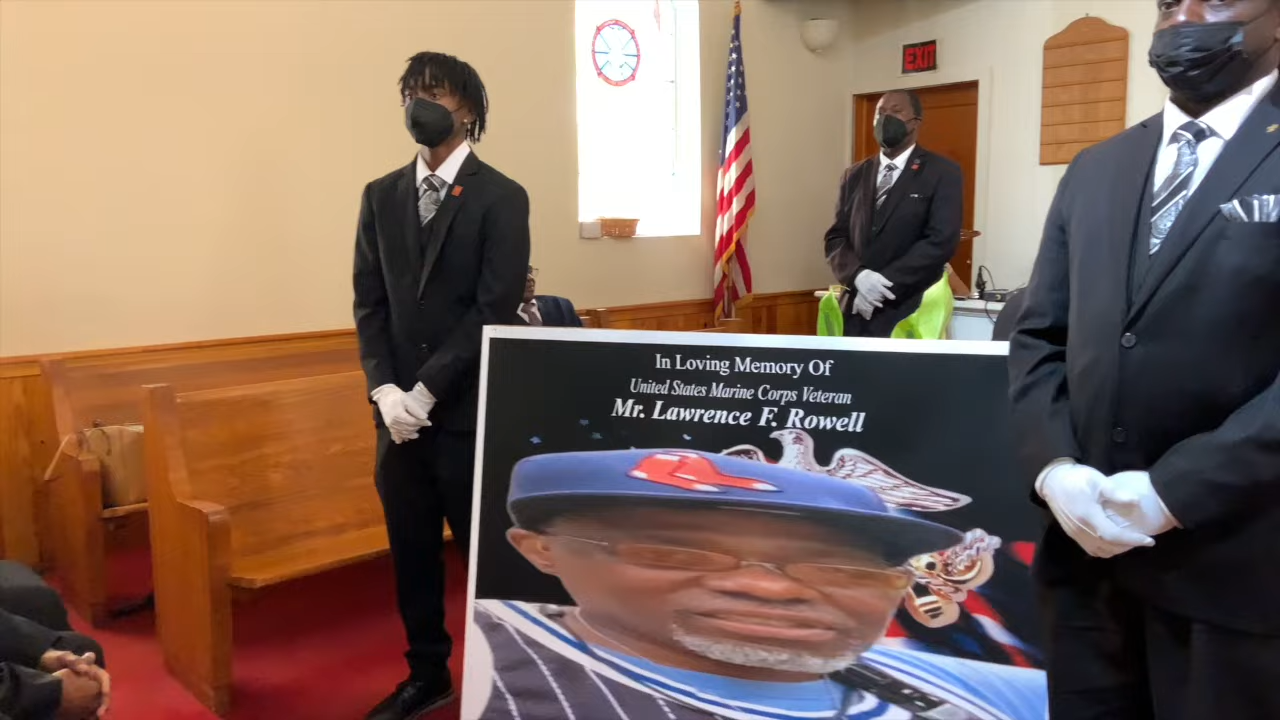 EXIT
In Loving Memory Of
United States Marine Corps Veteran
Mr. Lawrence F. Rowell